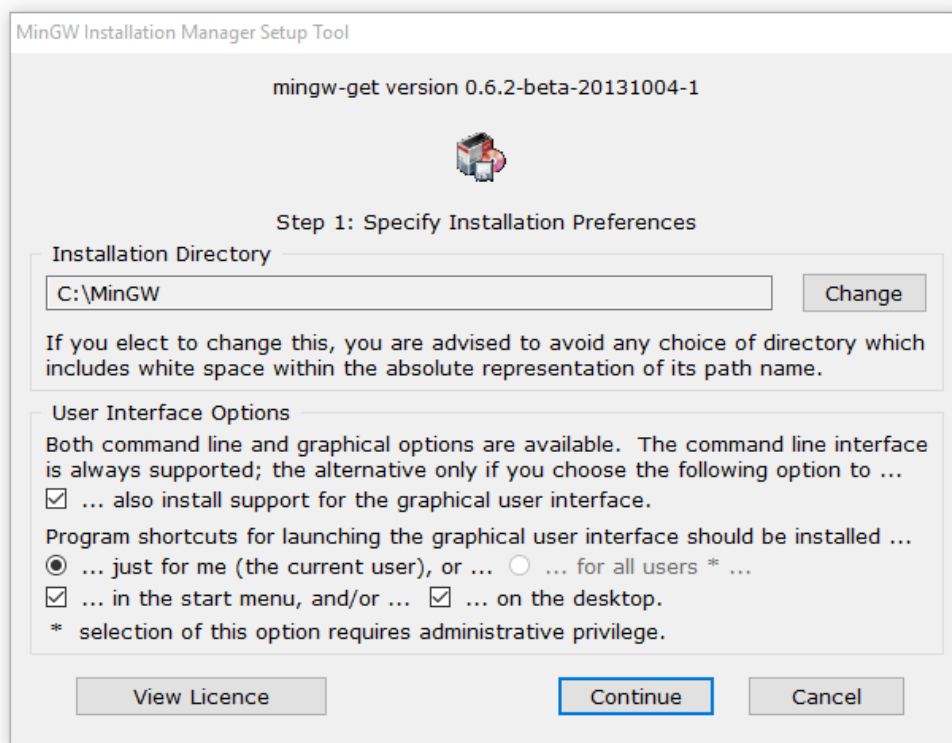 MinGW Installation Manager Setup Tool
mingw-get version 0.6.2-beta-20131004-1
Step 1: Specify Installation Preferences
Installation Directory
C:\MinGW
Change
If you elect to change this, you are advised to avoid any choice of directory which
includes white space within the absolute representation of its path name.
User Interface Options
Both command line and graphical options are available.  The command line interface
is always supported; the alternative only if you choose the following option to ...
... also install support for the graphical user interface.
Program shortcuts for launching the graphical user interface should be installed ...
... just for me (the current user), or ... ... for all users * ...
... in the start menu, and/or ... ... on the desktop.
* selection of this option requires administrative privilege.
View Licence Continue Cancel